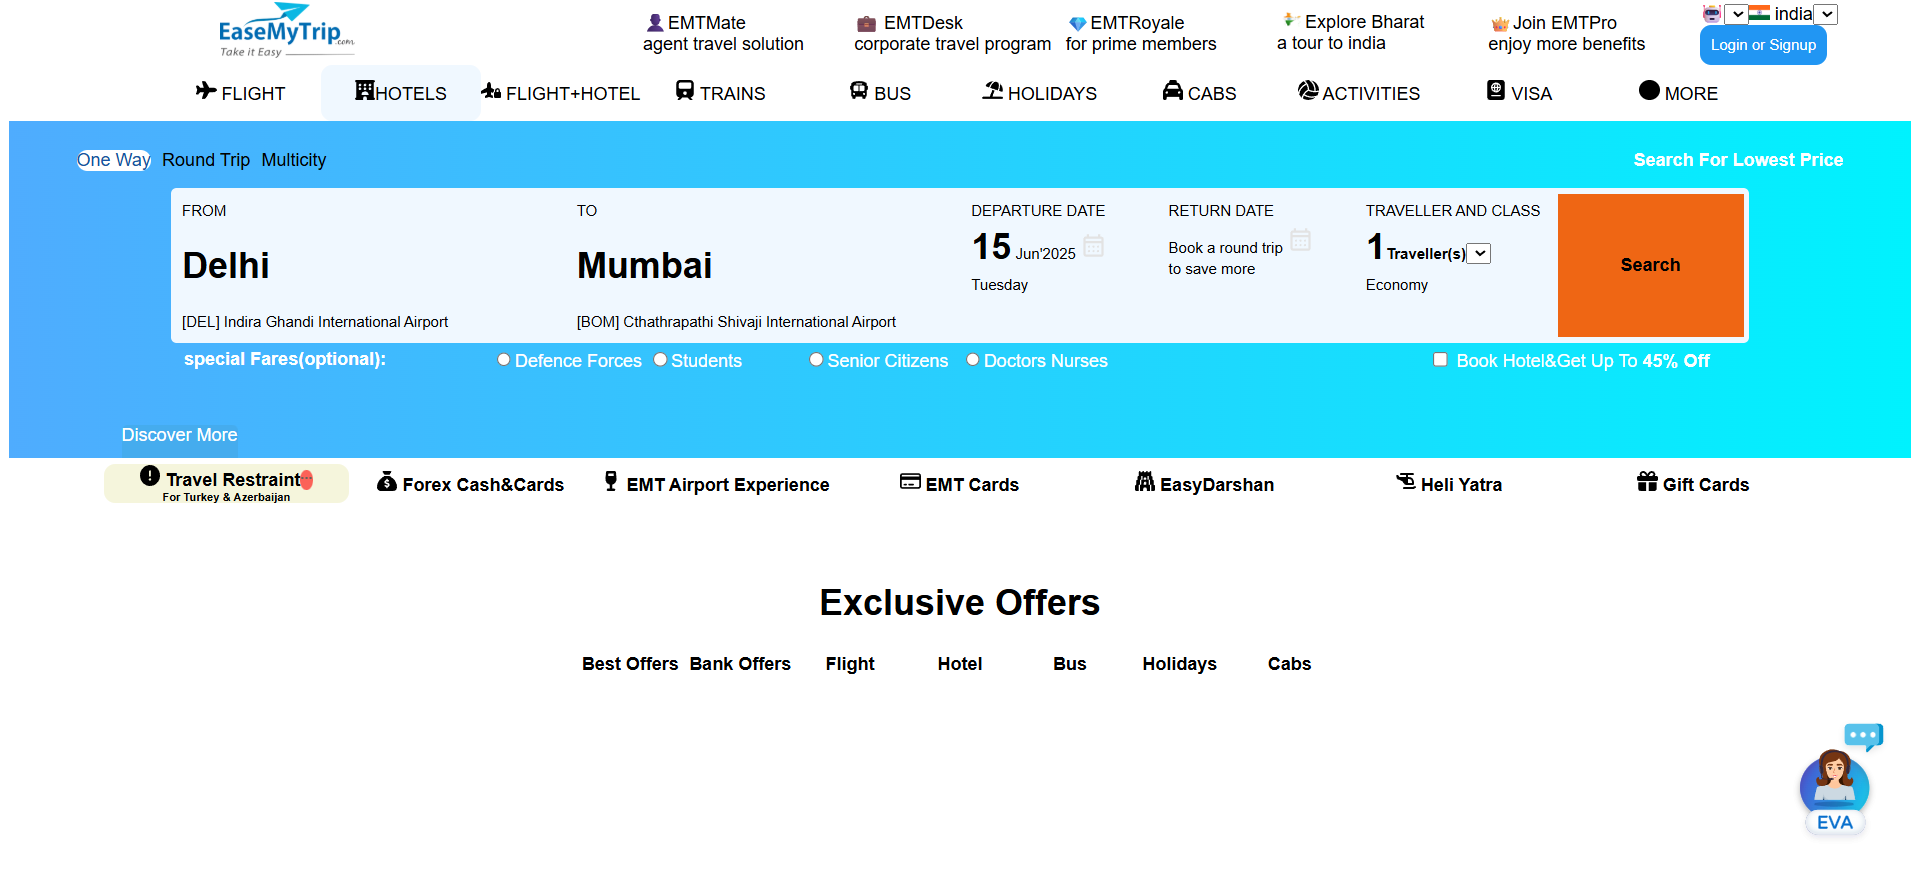 EaseMyTrip.com
Take it Easy
EMTMate
agent travel solution
EMTDesk
corporate travel program
EMTRoyale
for prime members
Explore Bharat
a tour to india
Join EMTPro
enjoy more benefits
india
Login or Signup
FLIGHT
HOTELS
FLIGHT+HOTEL
TRAINS
BUS
HOLIDAYS
CABS
ACTIVITIES
VISA
MORE
One Way
Round Trip
Multicity
Search For Lowest Price
FROM
Delhi
[DEL] Indira Ghandi International Airport
TO
Mumbai
[BOM] Cthathrapathi Shivaji International Airport
DEPARTURE DATE
15 Jun'2025
Tuesday
RETURN DATE
Book a round trip
to save more
TRAVELLER AND CLASS
1 Traveller(s)
Economy
Search
special Fares(optional):
Defence Forces
Students
Senior Citizens
Doctors Nurses
Book Hotel&Get Up To 45% Off
Discover More
Travel Restraint
For Turkey & Azerbaijan
Forex Cash&Cards
EMT Airport Experience
EMT Cards
EasyDarshan
Heli Yatra
Gift Cards
Exclusive Offers
Best Offers
Bank Offers
Flight
Hotel
Bus
Holidays
Cabs
EVA